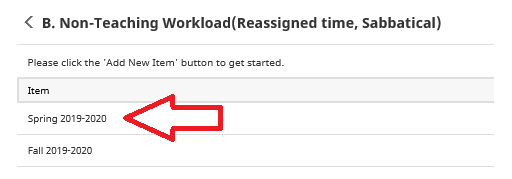 B. Non-Teaching Workload(Reassigned time, Sabbatical)
Please click the 'Add New Item' button to get started.
Item
Spring 2019-2020
Fall 2019-2020